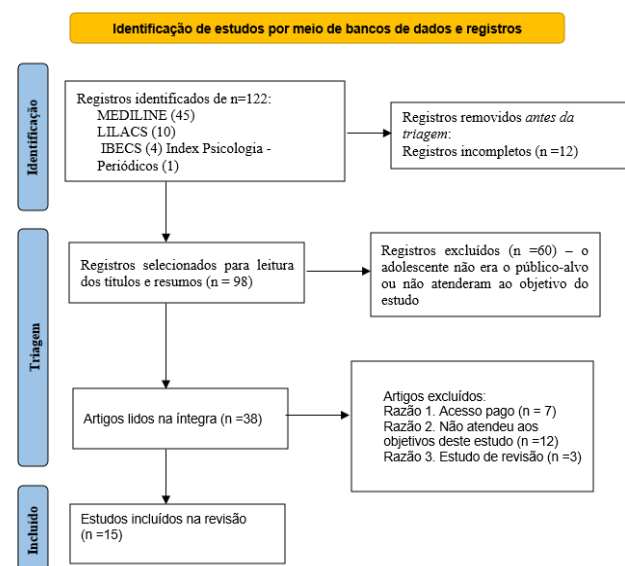 Identificação de estudos por meio de bancos de dados e registros
Identificação
Registros identificados de n=122:
MEDILINE (45)
LILACS (10)
IBECS (4) Index Psicologia -
Periódicos (1)
Registros removidos antes da
triagem:
Registros incompletos (n =12)
Triagem
Registros selecionados para leitura
dos títulos e resumos (n = 98)
Registros excluídos (n =60) – o
adolescente não era o público-alvo
ou não atenderam ao objetivo do
estudo
Artigos lidos na íntegra (n =38)
Artigos excluídos:
Razão 1. Acesso pago (n = 7)
Razão 2. Não atendeu aos
objetivos deste estudo (n =12)
Razão 3. Estudo de revisão (n =3)
Incluído
Estudos incluídos na revisão
(n =15)